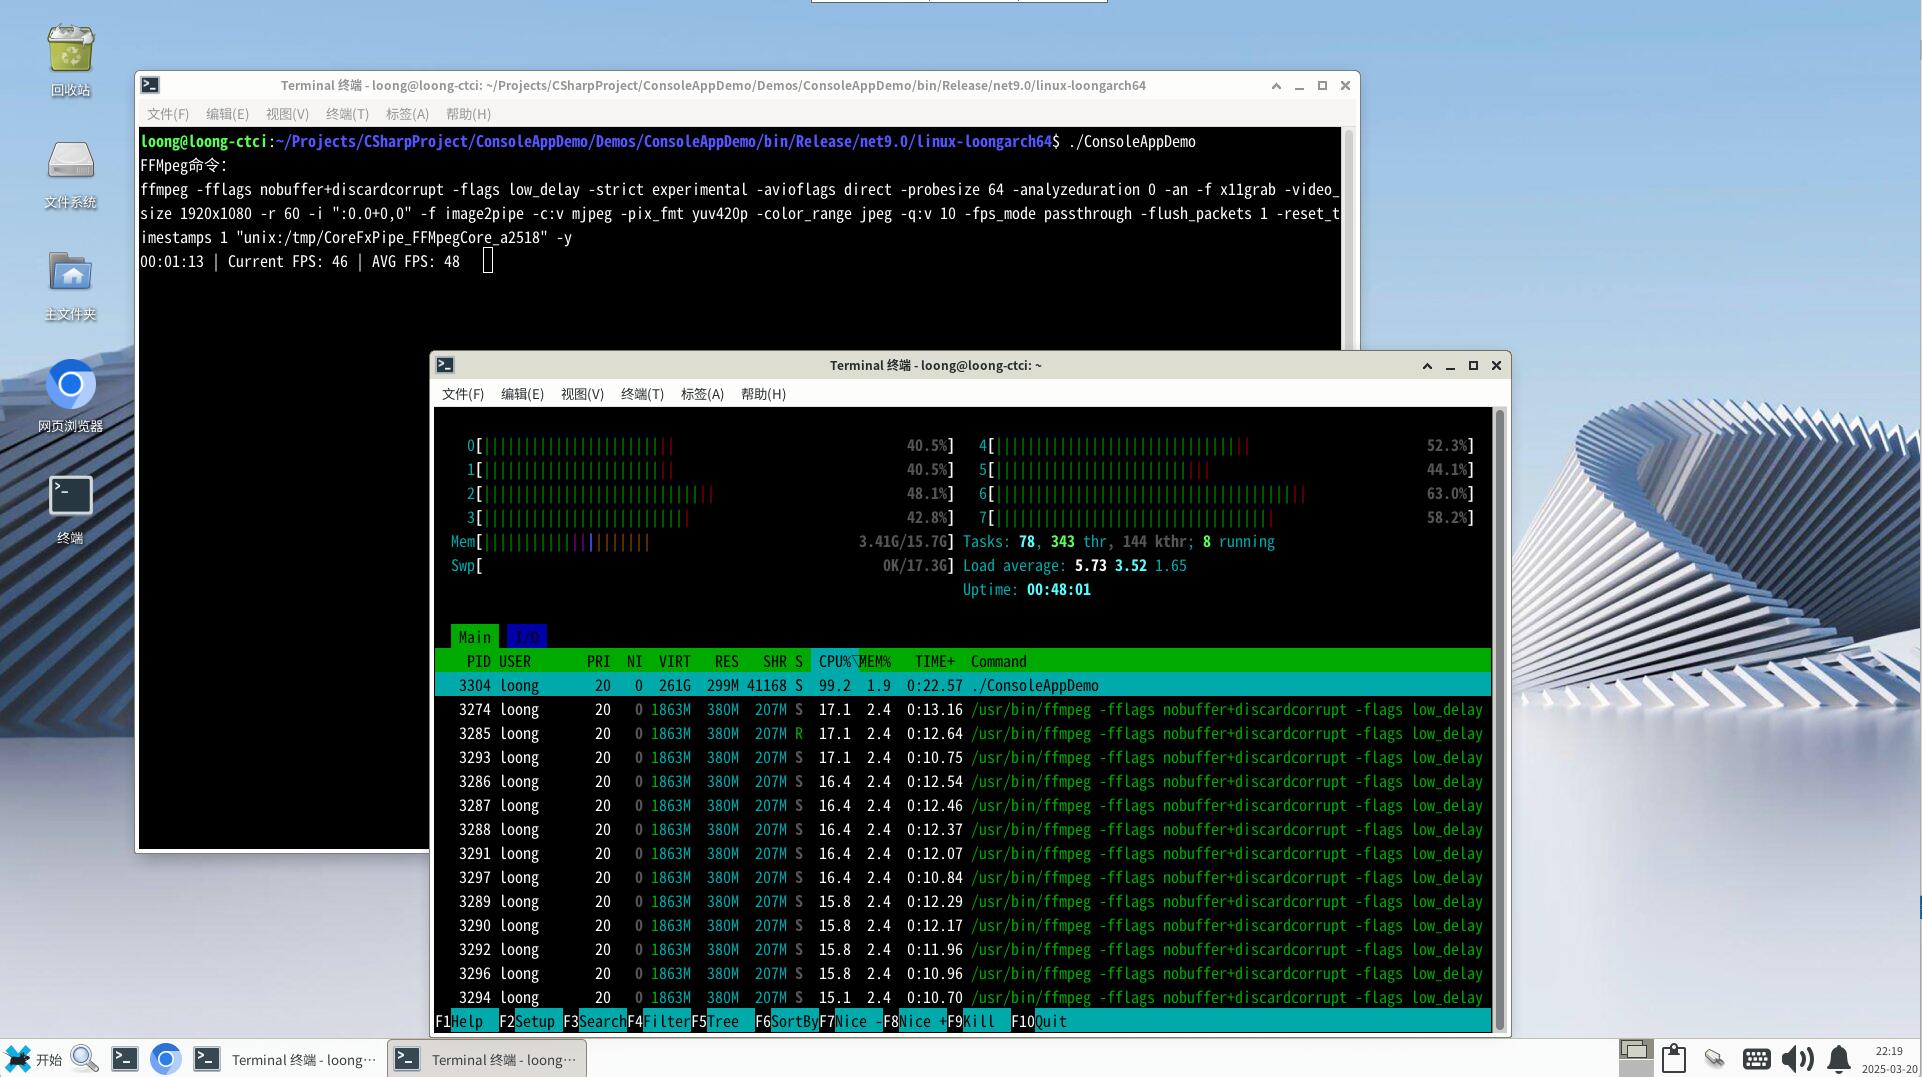 回收站
文件系统
主文件夹
网页浏览器
终端
Terminal 终端 - loong@loong-ctci: ~/Projects/CSharpProject/ConsoleAppDemo/Demos/ConsoleAppDemo/bin/Release/net9.0/linux-loongarch64
文件(F) 编辑(E) 视图(V) 终端(T) 标签(A) 帮助(H)
loong@loong-ctci:~/Projects/CSharpProject/ConsoleAppDemo/Demos/ConsoleAppDemo/bin/Release/net9.0/linux-loongarch64$ ./ConsoleAppDemo
FFMpeg命令:
ffmpeg -fflags nobuffer+discardcorrupt -flags low_delay -strict experimental -avioflags direct -probesize 64 -analyzeduration 0 -an -f x11grab -video_
size 1920x1080 -r 60 -i ":0.0+0,0" -f image2pipe -c:v mjpeg -pix_fmt yuv420p -color_range jpeg -q:v 10 -fps_mode passthrough -flush_packets 1 -reset_t
imestamps 1 "unix:/tmp/CoreFxPipe_FFMpegCore_a2518" -y
00:01:13 | Current FPS: 46 | AVG FPS: 48
Terminal 终端 - loong@loong-ctci: ~
文件(F) 编辑(E) 视图(V) 终端(T) 标签(A) 帮助(H)
0[ 40.5%] 4[ 52.3%]
1[ 40.5%] 5[ 44.1%]
2[ 48.1%] 6[ 63.0%]
3[ 42.8%] 7[ 58.2%]
Mem[ 3.41G/15.7G] Tasks: 78, 343 thr, 144 kthr; 8 running
Swp[ 0K/17.3G] Load average: 5.73 3.52 1.65
Uptime: 00:48:01
Main I/O
PID USER PRI NI VIRT RES SHR S CPU%▽MEM% TIME+ Command
3304 loong 20 0 261G 299M 41168 S 99.2 1.9 0:22.57 ./ConsoleAppDemo
3274 loong 20 0 1863M 380M 207M S 17.1 2.4 0:13.16 /usr/bin/ffmpeg -fflags nobuffer+discardcorrupt -flags low_delay
3285 loong 20 0 1863M 380M 207M R 17.1 2.4 0:12.64 /usr/bin/ffmpeg -fflags nobuffer+discardcorrupt -flags low_delay
3293 loong 20 0 1863M 380M 207M S 17.1 2.4 0:10.75 /usr/bin/ffmpeg -fflags nobuffer+discardcorrupt -flags low_delay
3286 loong 20 0 1863M 380M 207M S 16.4 2.4 0:12.54 /usr/bin/ffmpeg -fflags nobuffer+discardcorrupt -flags low_delay
3287 loong 20 0 1863M 380M 207M S 16.4 2.4 0:12.46 /usr/bin/ffmpeg -fflags nobuffer+discardcorrupt -flags low_delay
3288 loong 20 0 1863M 380M 207M S 16.4 2.4 0:12.37 /usr/bin/ffmpeg -fflags nobuffer+discardcorrupt -flags low_delay
3291 loong 20 0 1863M 380M 207M S 16.4 2.4 0:12.07 /usr/bin/ffmpeg -fflags nobuffer+discardcorrupt -flags low_delay
3297 loong 20 0 1863M 380M 207M S 16.4 2.4 0:10.84 /usr/bin/ffmpeg -fflags nobuffer+discardcorrupt -flags low_delay
3289 loong 20 0 1863M 380M 207M S 15.8 2.4 0:12.29 /usr/bin/ffmpeg -fflags nobuffer+discardcorrupt -flags low_delay
3290 loong 20 0 1863M 380M 207M S 15.8 2.4 0:12.17 /usr/bin/ffmpeg -fflags nobuffer+discardcorrupt -flags low_delay
3292 loong 20 0 1863M 380M 207M S 15.8 2.4 0:11.96 /usr/bin/ffmpeg -fflags nobuffer+discardcorrupt -flags low_delay
3296 loong 20 0 1863M 380M 207M S 15.8 2.4 0:10.96 /usr/bin/ffmpeg -fflags nobuffer+discardcorrupt -flags low_delay
3294 loong 20 0 1863M 380M 207M S 15.1 2.4 0:10.70 /usr/bin/ffmpeg -fflags nobuffer+discardcorrupt -flags low_delay
F1Help F2Setup F3SearchF4FilterF5Tree F6SortByF7Nice -F8Nice +F9Kill F10Quit
开始 Terminal 终端 - loong··· Terminal 终端 - loong···
22:19
2025-03-20